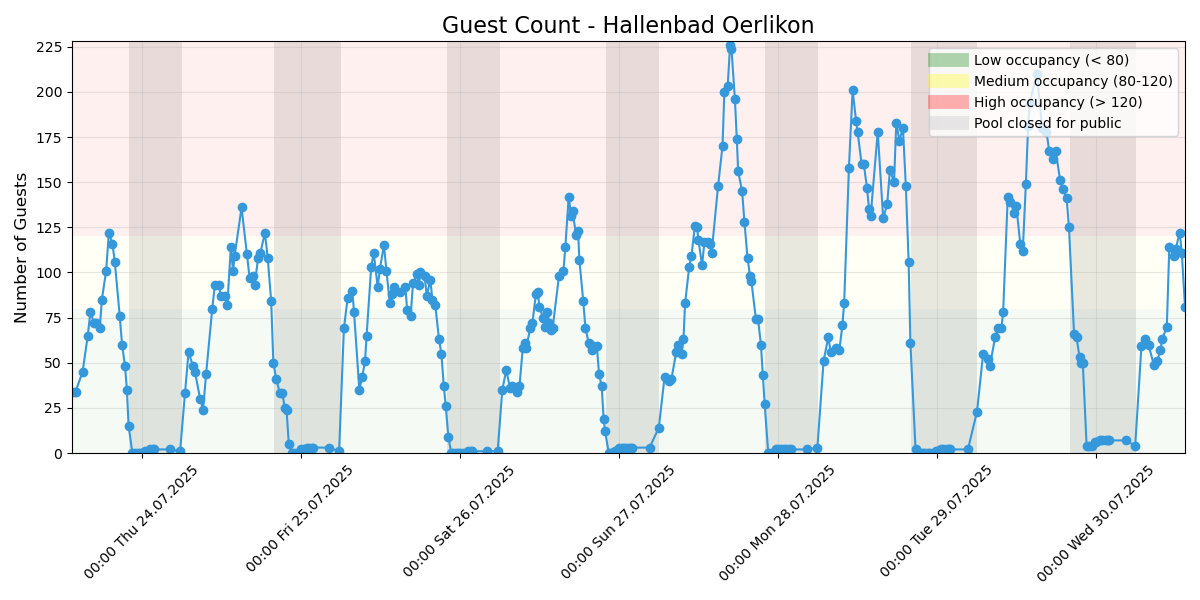 Guest Count - Hallenbad Oerlikon
Number of Guests
225
200
175
150
125
100
75
50
25
0
Low occupancy (< 80)
Medium occupancy (80-120)
High occupancy (> 120)
Pool closed for public
00:00 Thu 24.07.2025
00:00 Fri 25.07.2025
00:00 Sat 26.07.2025
00:00 Sun 27.07.2025
00:00 Mon 28.07.2025
00:00 Tue 29.07.2025
00:00 Wed 30.07.2025